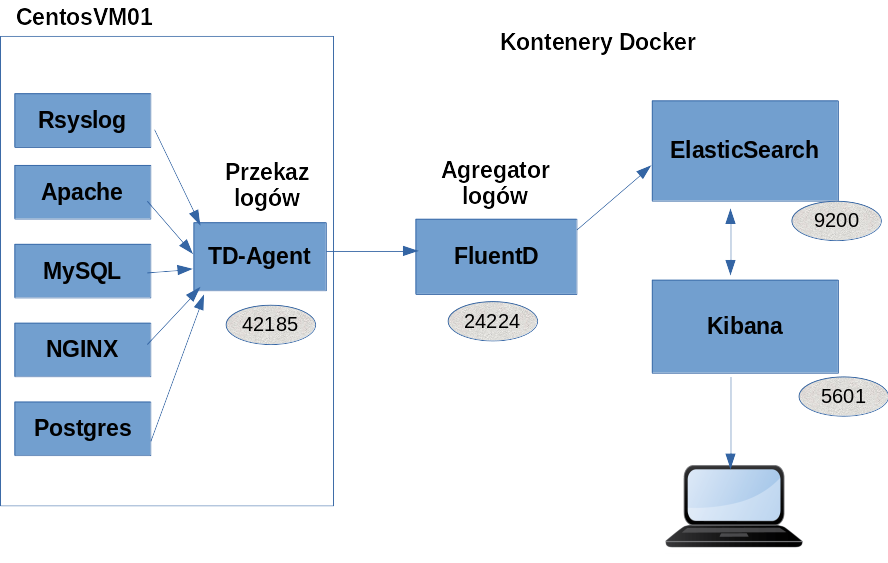 CentosVM01
Kontenery Docker
Rsyslog
Apache
MySQL
NGINX
Postgres
Przekaz
logów
TD-Agent
42185
Agregator
logów
FluentD
24224
ElasticSearch
9200
Kibana
5601